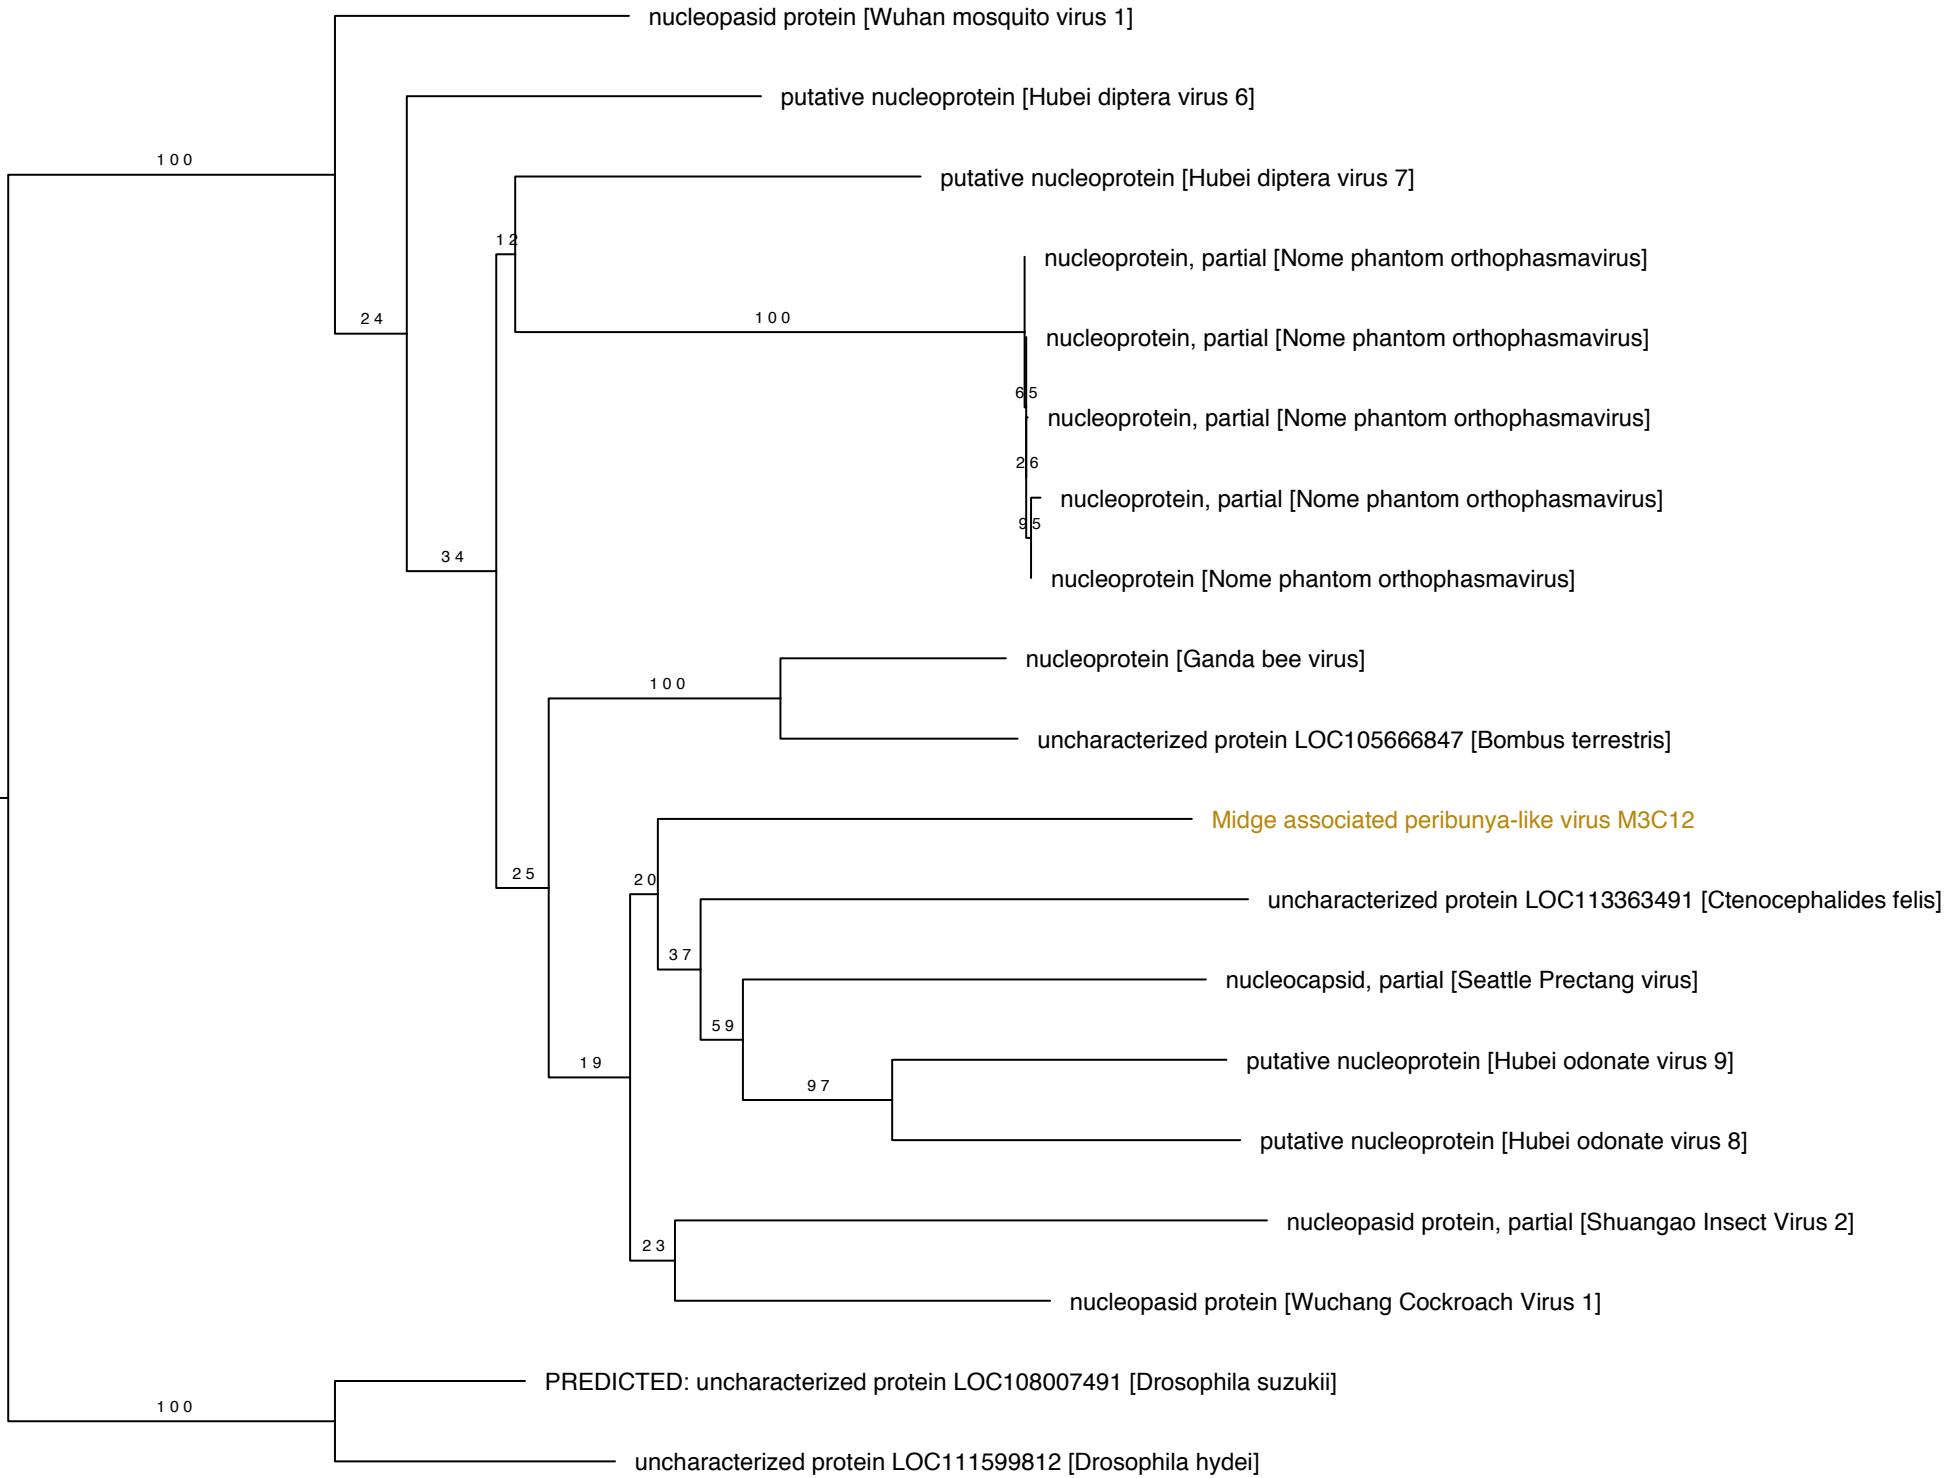 nucleopasid protein [Wuhan mosquito virus 1]
putative nucleoprotein [Hubei diptera virus 6]
100
putative nucleoprotein [Hubei diptera virus 7]
12
nucleoprotein, partial [Nome phantom orthophasmavirus]
24
100
nucleoprotein, partial [Nome phantom orthophasmavirus]
65
nucleoprotein, partial [Nome phantom orthophasmavirus]
26
nucleoprotein, partial [Nome phantom orthophasmavirus]
95
34
nucleoprotein [Nome phantom orthophasmavirus]
nucleoprotein [Ganda bee virus]
100
uncharacterized protein LOC105666847 [Bombus terrestris]
Midge associated peribunya-like virus M3C12
25
20
uncharacterized protein LOC113363491 [Ctenocephalides felis]
37
nucleocapsid, partial [Seattle Prectang virus]
59
19
putative nucleoprotein [Hubei odonate virus 9]
97
putative nucleoprotein [Hubei odonate virus 8]
nucleopasid protein, partial [Shuangao Insect Virus 2]
23
nucleopasid protein [Wuchang Cockroach Virus 1]
PREDICTED: uncharacterized protein LOC108007491 [Drosophila suzukii]
100
uncharacterized protein LOC111599812 [Drosophila hydei]